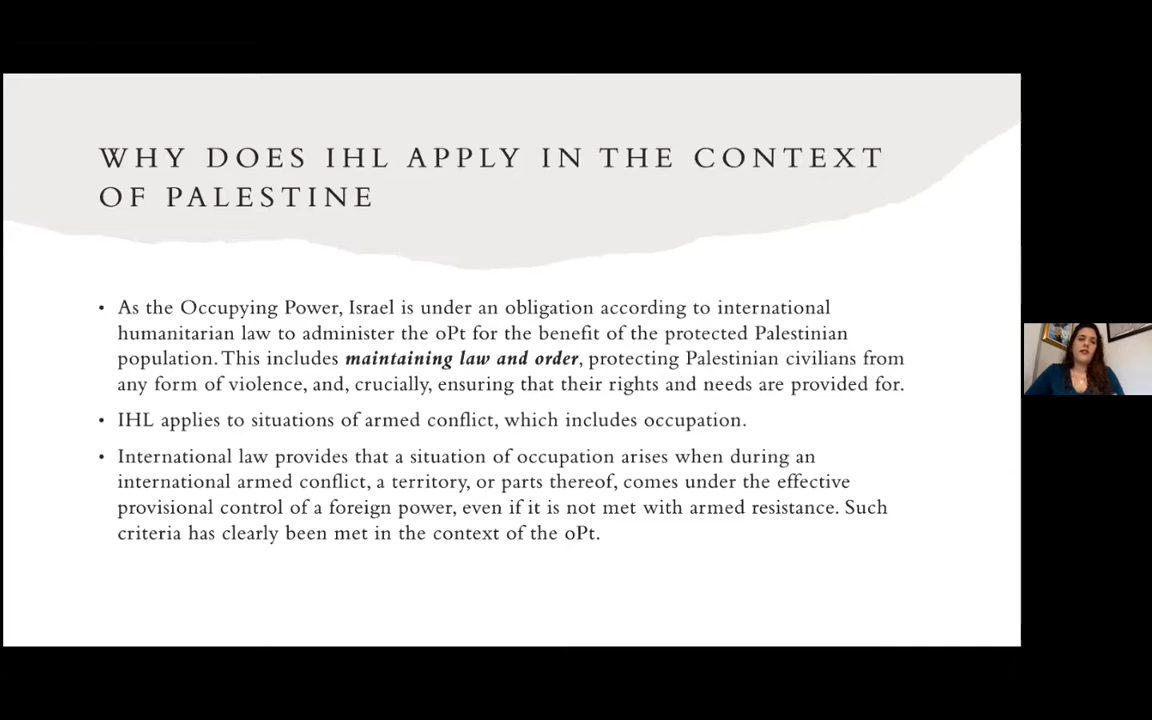 WHY DOES IHL APPLY IN THE CONTEXT
OF PALESTINE
• As the Occupying Power, Israel is under an obligation according to international
humanitarian law to administer the oPt for the benefit of the protected Palestinian
population. This includes maintaining law and order, protecting Palestinian civilians from
any form of violence, and, crucially, ensuring that their rights and needs are provided for.
• IHL applies to situations of armed conflict, which includes occupation.
• International law provides that a situation of occupation arises when during an
international armed conflict, a territory, or parts thereof, comes under the effective
provisional control of a foreign power, even if it is not met with armed resistance. Such
criteria has clearly been met in the context of the oPt.